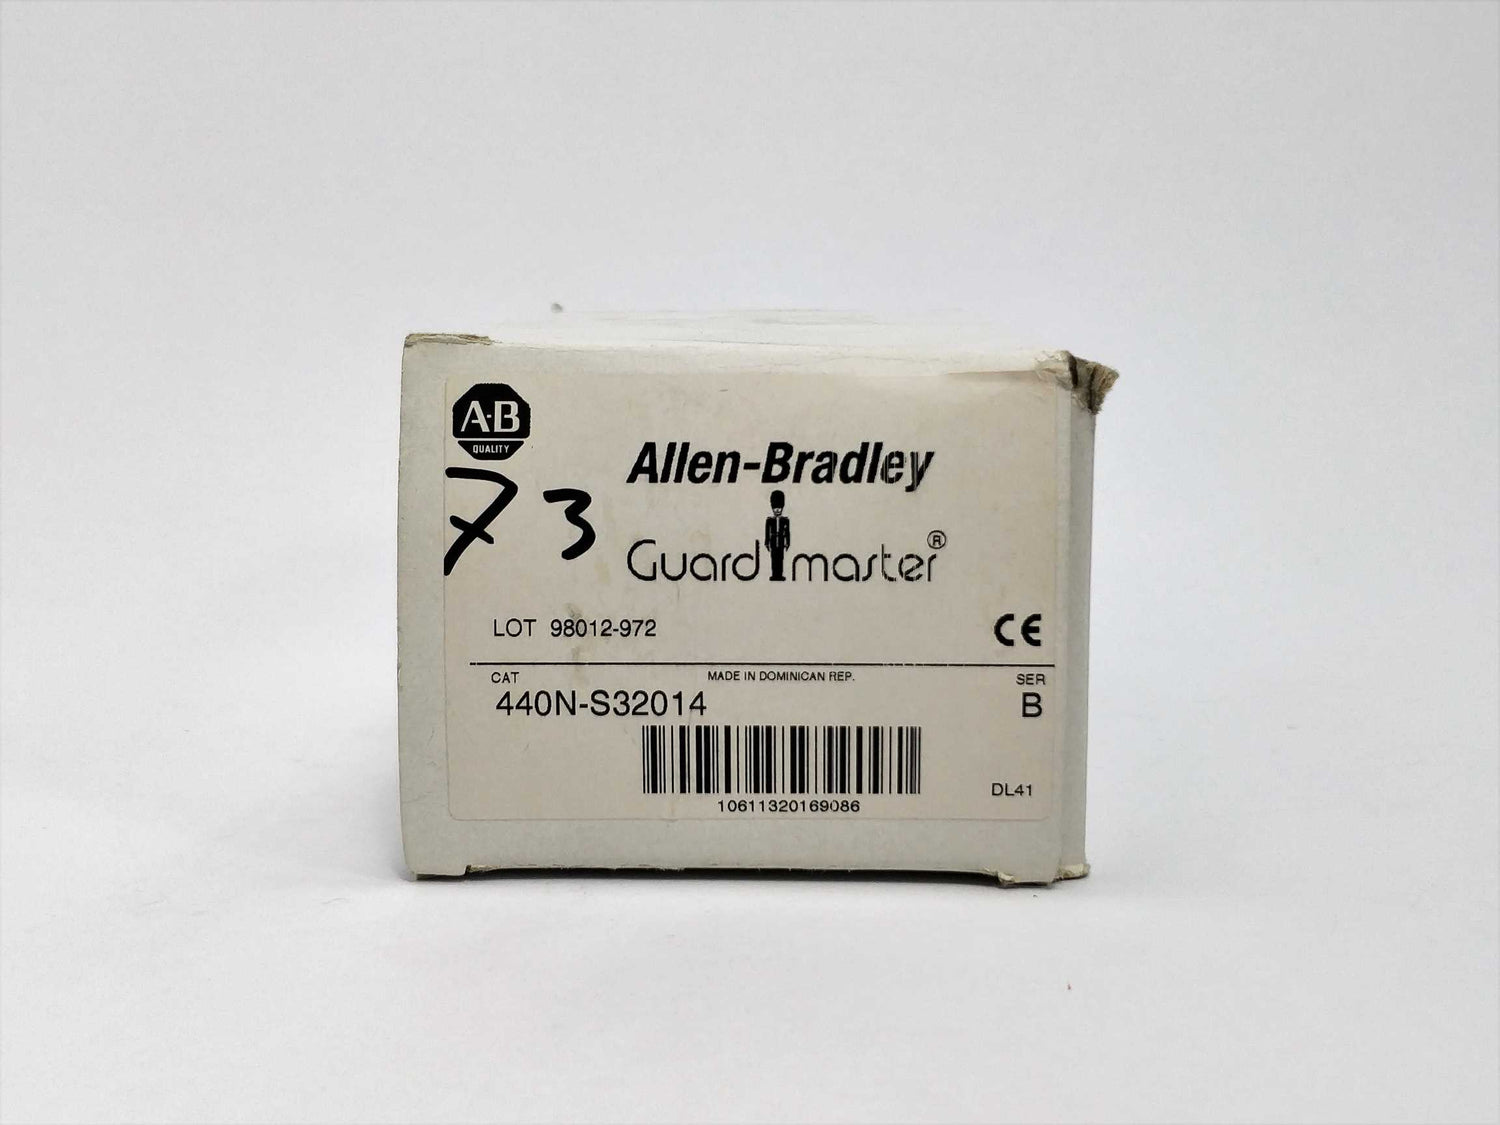 A-B
QUALITY
Allen-Bradley
73
Guardmaster®
LOT 98012-972
CE
CAT
MADE IN DOMINICAN REP.
SER
440N-S32014
B
DL41
10611320169086